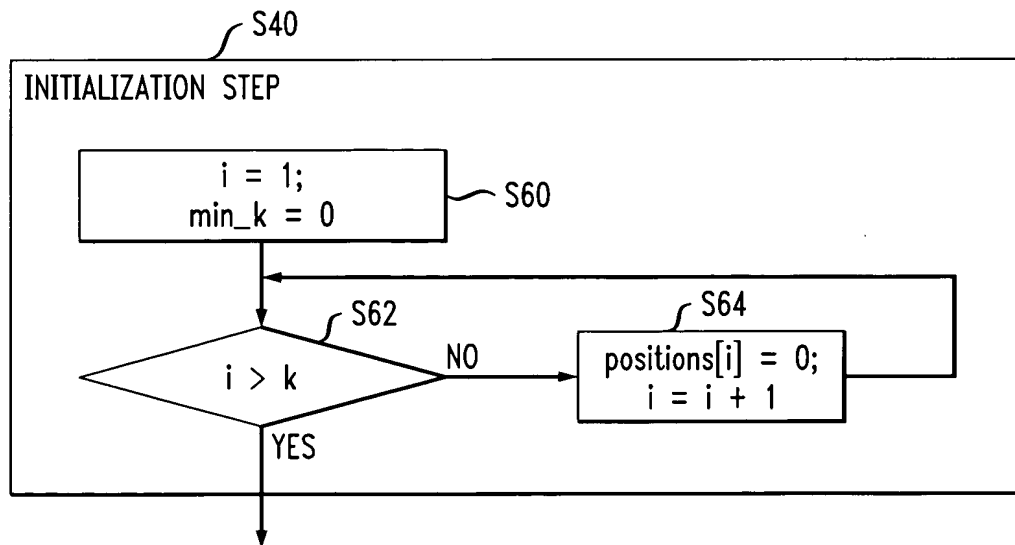 S40
INITIALIZATION STEP
i = 1;
min_k = 0
S60
S62
S64
i > k
NO
positions[i] = 0;
i = i + 1
YES